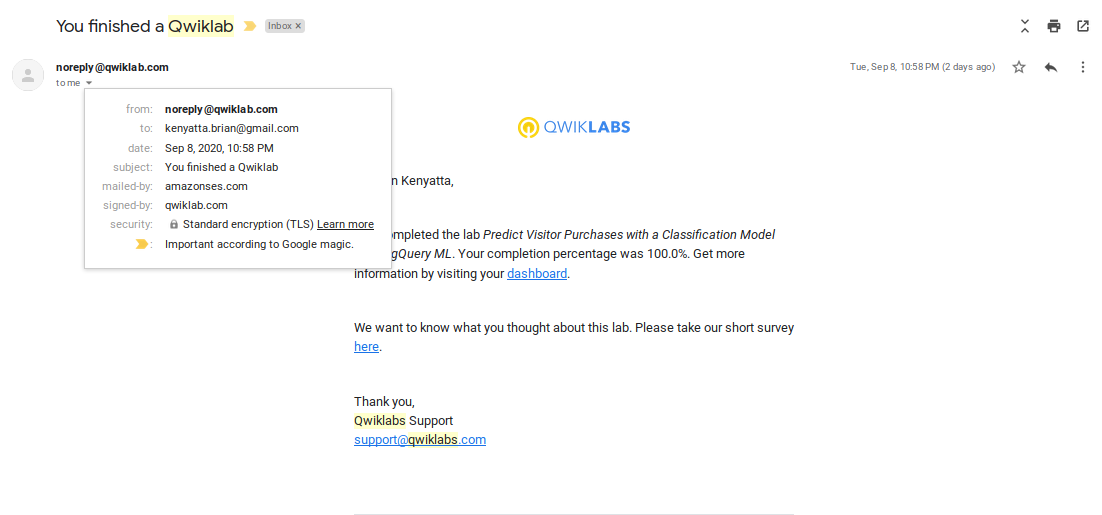 You finished a Qwiklab Inbox ×
noreply@qwiklab.com Tue, Sep 8, 10:58 PM (2 days ago)
to me
from: noreply@qwiklab.com
to: kenyatta.brian@gmail.com
date: Sep 8, 2020, 10:58 PM
subject: You finished a Qwiklab
mailed-by: amazonses.com
signed-by: qwiklab.com
security: Standard encryption (TLS) Learn more
: Important according to Google magic.
QWIKLABS
n Kenyatta,
ompleted the lab Predict Visitor Purchases with a Classification Model
gQuery ML. Your completion percentage was 100.0%. Get more
information by visiting your dashboard.
We want to know what you thought about this lab. Please take our short survey
here.
Thank you,
Qwiklabs Support
support@qwiklabs.com